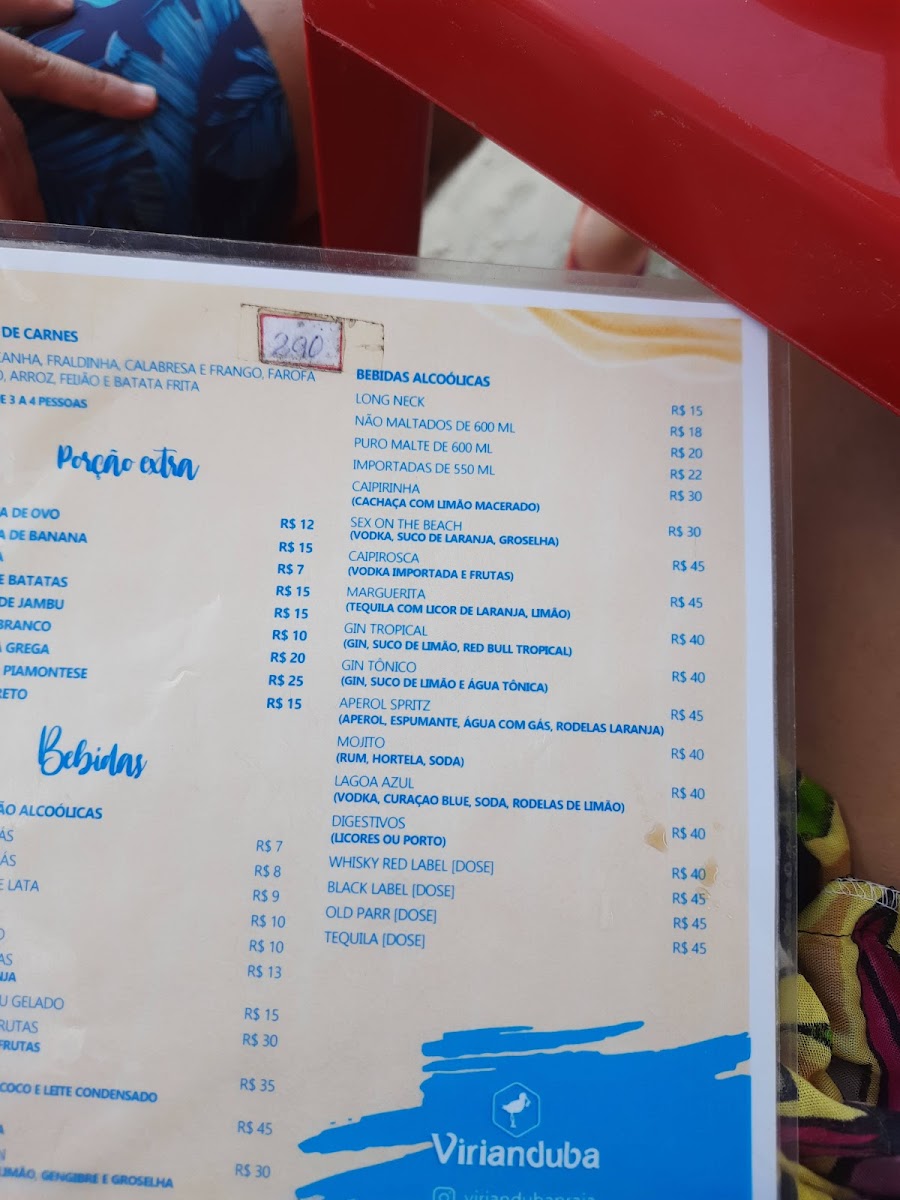 DE CARNES
290
ANHA, FRALDINHA, CALABRESA E FRANGO, FAROFA
O, ARROZ, FEIJÃO E BATATA FRITA
E 3 A 4 PESSOAS
Porção extra
A DE OVO R$ 12
A DE BANANA R$ 15
A R$ 7
E BATATAS R$ 15
DE JAMBU R$ 15
BRANCO R$ 10
GREGA R$ 20
PIAMONTESE R$ 25
RETO R$ 15
Bebidas
ÃO ALCOÓLICAS
ÁS R$ 7
ÁS R$ 8
E LATA R$ 9
R$ 10
O R$ 10
AS R$ 13
NJA
U GELADO R$ 15
RUTAS R$ 30
FRUTAS
R$ 35
COCO E LEITE CONDENSADO
A R$ 45
N R$ 30
LIMÃO, GENGIBRE E GROSELHA
BEBIDAS ALCOÓLICAS
LONG NECK R$ 15
NÃO MALTADOS DE 600 ML R$ 18
PURO MALTE DE 600 ML R$ 20
IMPORTADAS DE 550 ML R$ 22
CAIPIRINHA R$ 30
(CACHAÇA COM LIMÃO MACERADO)
SEX ON THE BEACH R$ 30
(VODKA, SUCO DE LARANJA, GROSELHA)
CAIPIROSCA R$ 45
(VODKA IMPORTADA E FRUTAS)
MARGUERITA R$ 45
(TEQUILA COM LICOR DE LARANJA, LIMÃO)
GIN TROPICAL R$ 40
(GIN, SUCO DE LIMÃO, RED BULL TROPICAL)
GIN TÔNICO R$ 40
(GIN, SUCO DE LIMÃO E ÁGUA TÔNICA)
APEROL SPRITZ R$ 45
(APEROL, ESPUMANTE, ÁGUA COM GÁS, RODELAS LARANJA)
MOJITO R$ 40
(RUM, HORTELA, SODA)
LAGOA AZUL R$ 40
(VODKA, CURAÇAO BLUE, SODA, RODELAS DE LIMÃO)
DIGESTIVOS R$ 40
(LICORES OU PORTO)
WHISKY RED LABEL [DOSE] R$ 40
BLACK LABEL [DOSE] R$ 45
OLD PARR [DOSE] R$ 45
TEQUILA [DOSE] R$ 45
Virianduba
viriandubapraia